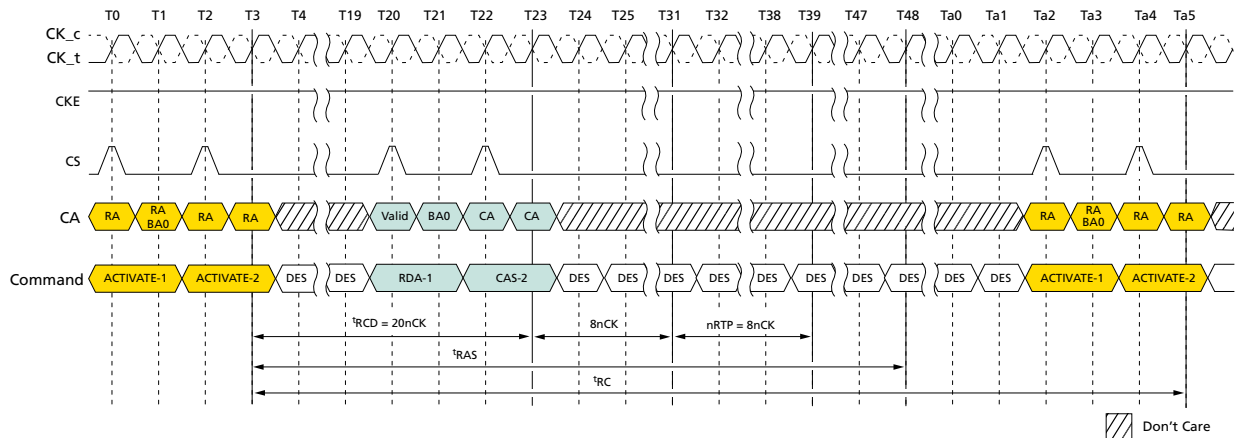 T0 T1 T2 T3 T4 T19 T20 T21 T22 T23 T24 T25 T31 T32 T38 T39 T47 T48 Ta0 Ta1 Ta2 Ta3 Ta4 Ta5
CK_c
CK_t
CKE
CS
CA RA RA BA0 RA RA Valid BA0 CA CA RA RA BA0 RA RA
Command ACTIVATE-1 ACTIVATE-2 DES DES RDA-1 CAS-2 DES DES DES DES DES DES DES DES DES DES ACTIVATE-1 ACTIVATE-2
tRCD = 20nCK 8nCK nRTP = 8nCK
tRAS
tRC
Don't Care